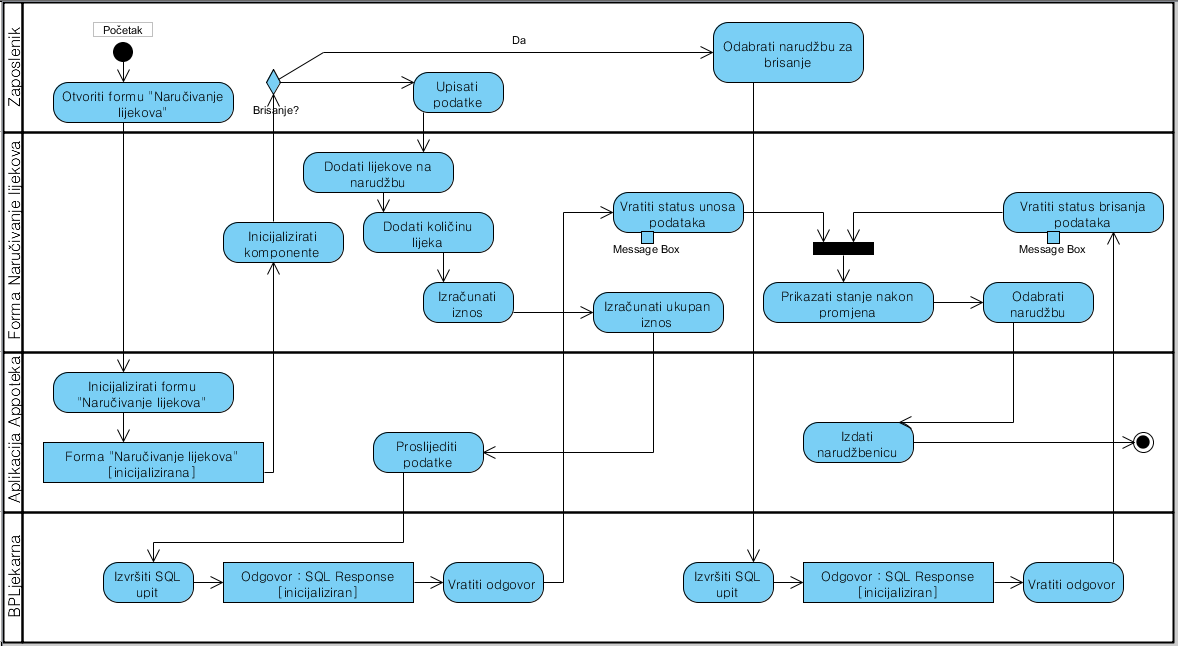 Zaposlenik
Početak
Otvoriti formu "Naručivanje
lijekova"
Brisanje?
Da
Upisati
podatke
Odabrati narudžbu za
brisanje
Forma Naručivanje lijekova
Dodati lijekove na
narudžbu
Inicijalizirati
komponente
Dodati količinu
lijeka
Izračunati
iznos
Vratiti status unosa
podataka
Message Box
Izračunati ukupan
iznos
Vratiti status brisanja
podataka
Message Box
Prikazati stanje nakon
promjena
Odabrati
narudžbu
Aplikacija Appoteka
Inicijalizirati formu
"Naručivanje lijekova"
Forma "Naručivanje lijekova"
[inicijalizirana]
Proslijediti
podatke
Izdati
narudžbenicu
BPLjekarna
Izvršiti SQL
upit
Odgovor : SQL Response
[inicijaliziran]
Vratiti odgovor
Izvršiti SQL
upit
Odgovor : SQL Response
[inicijaliziran]
Vratiti odgovor